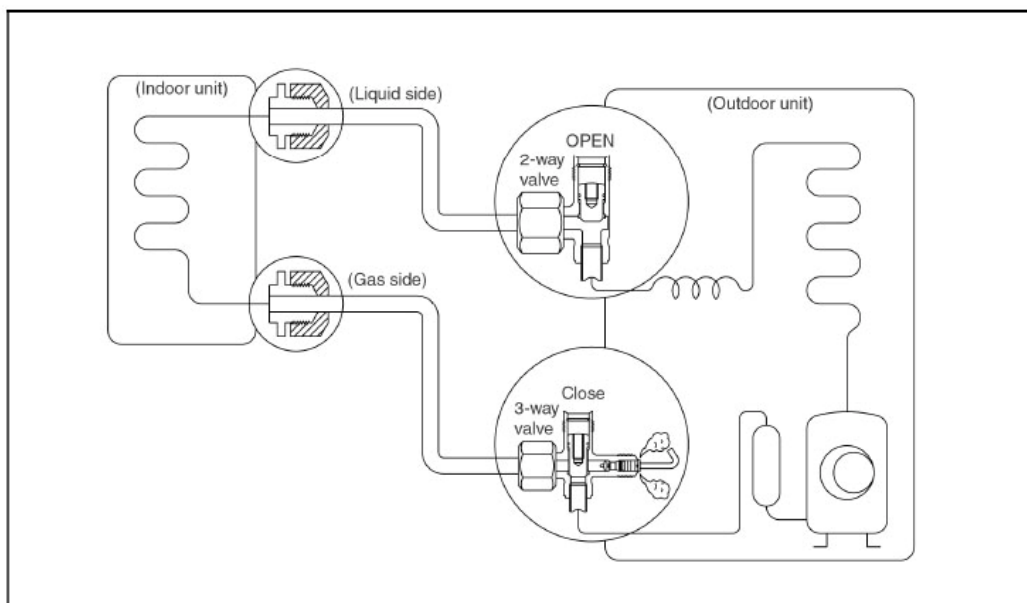 (Indoor unit)
(Liquid side)
(Outdoor unit)
OPEN
2-way
valve
(Gas side)
Close
3-way
valve